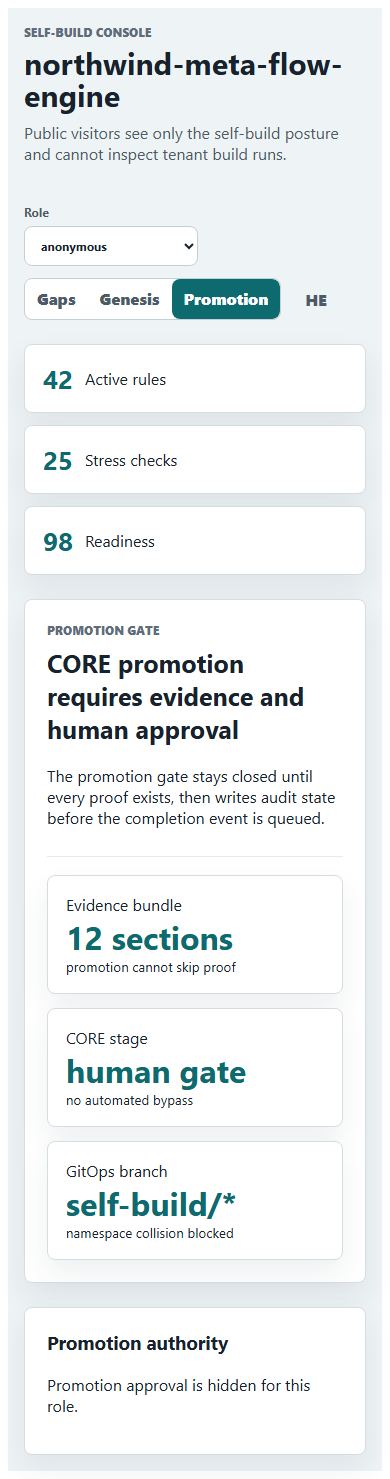 SELF-BUILD CONSOLE
northwind-meta-flow-
engine
Public visitors see only the self-build posture
and cannot inspect tenant build runs.
Role
anonymous
Gaps Genesis Promotion HE
42 Active rules
25 Stress checks
98 Readiness
PROMOTION GATE
CORE promotion
requires evidence and
human approval
The promotion gate stays closed until
every proof exists, then writes audit state
before the completion event is queued.
Evidence bundle
12 sections
promotion cannot skip proof
CORE stage
human gate
no automated bypass
GitOps branch
self-build/*
namespace collision blocked
Promotion authority
Promotion approval is hidden for this
role.